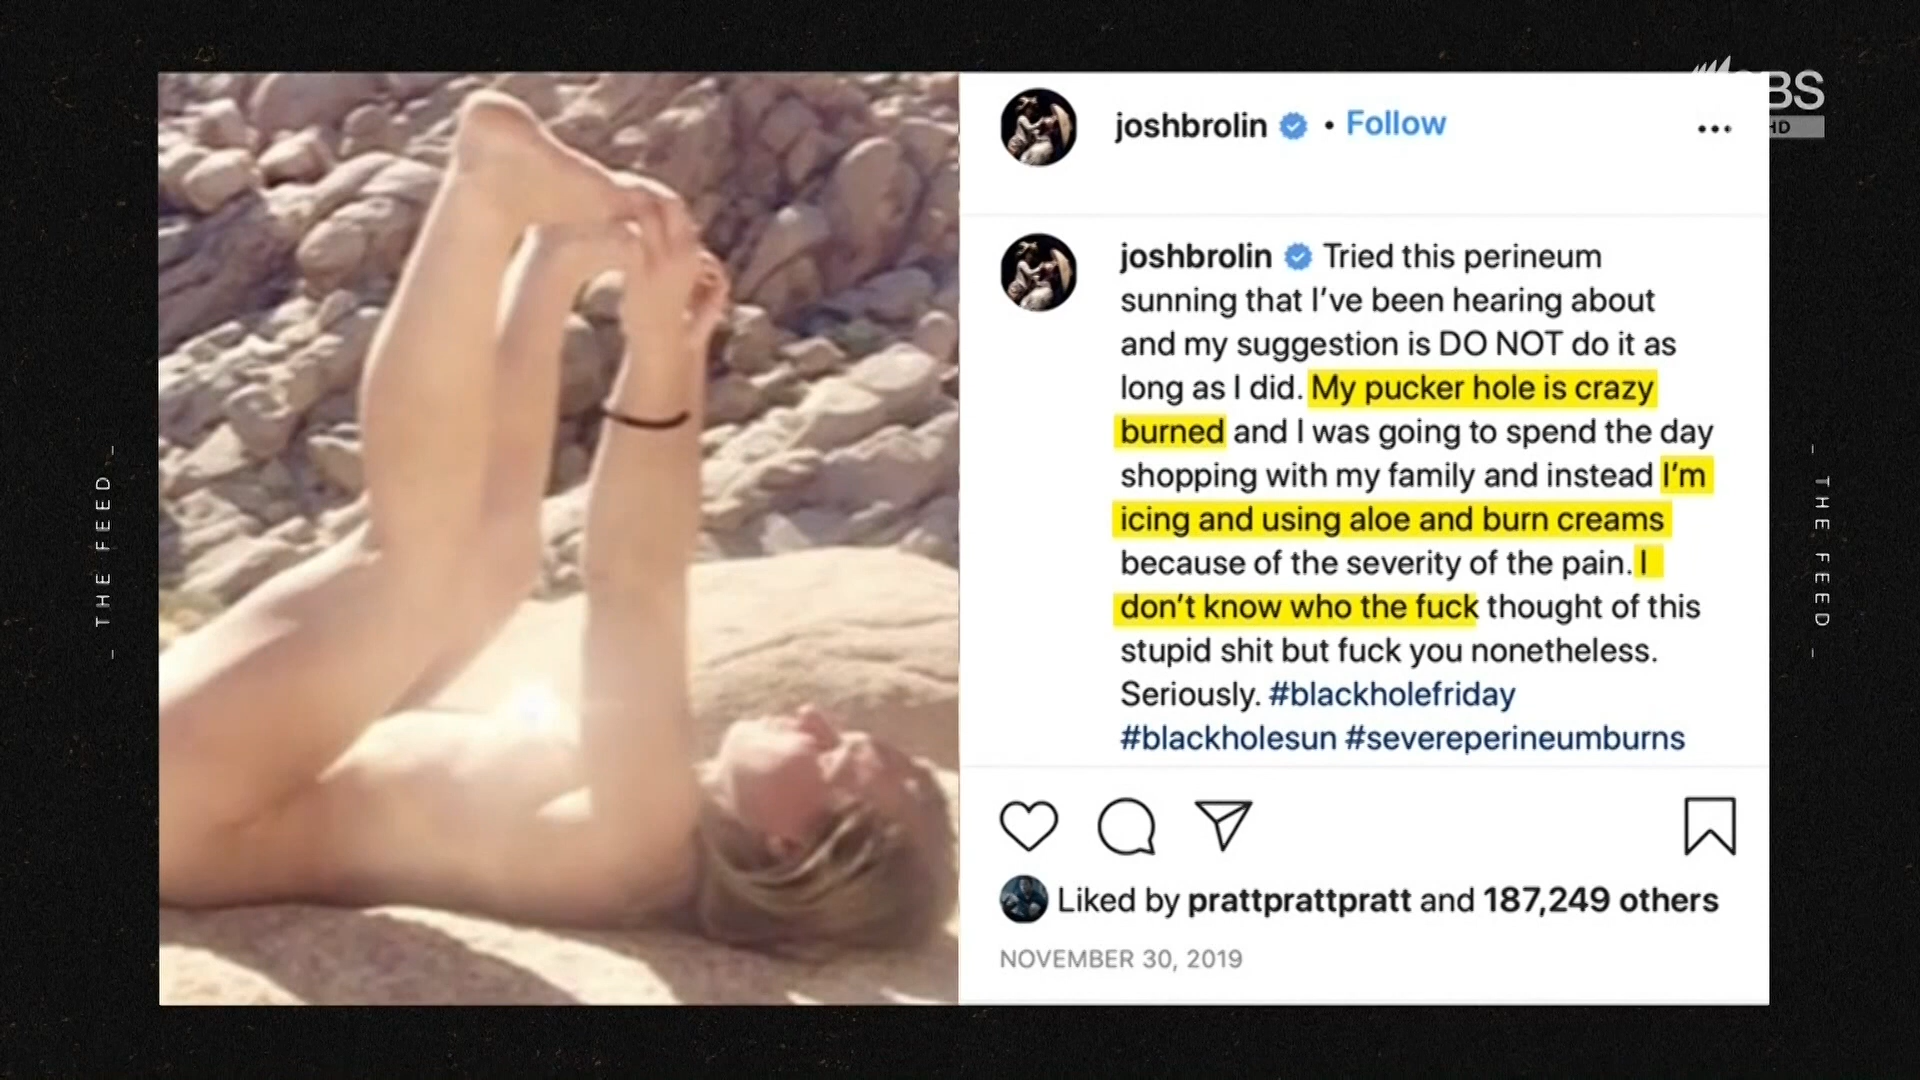 SBS
HD
joshbrolin • Follow
joshbrolin Tried this perineum
sunning that I've been hearing about
and my suggestion is DO NOT do it as
long as I did. My pucker hole is crazy
burned and I was going to spend the day
shopping with my family and instead I'm
icing and using aloe and burn creams
because of the severity of the pain. I
don't know who the fuck thought of this
stupid shit but fuck you nonetheless.
Seriously. #blackholefriday
#blackholesun #severeperineumburns
Liked by prattprattpratt and 187,249 others
NOVEMBER 30, 2019
- THE FEED -
- THE FEED -